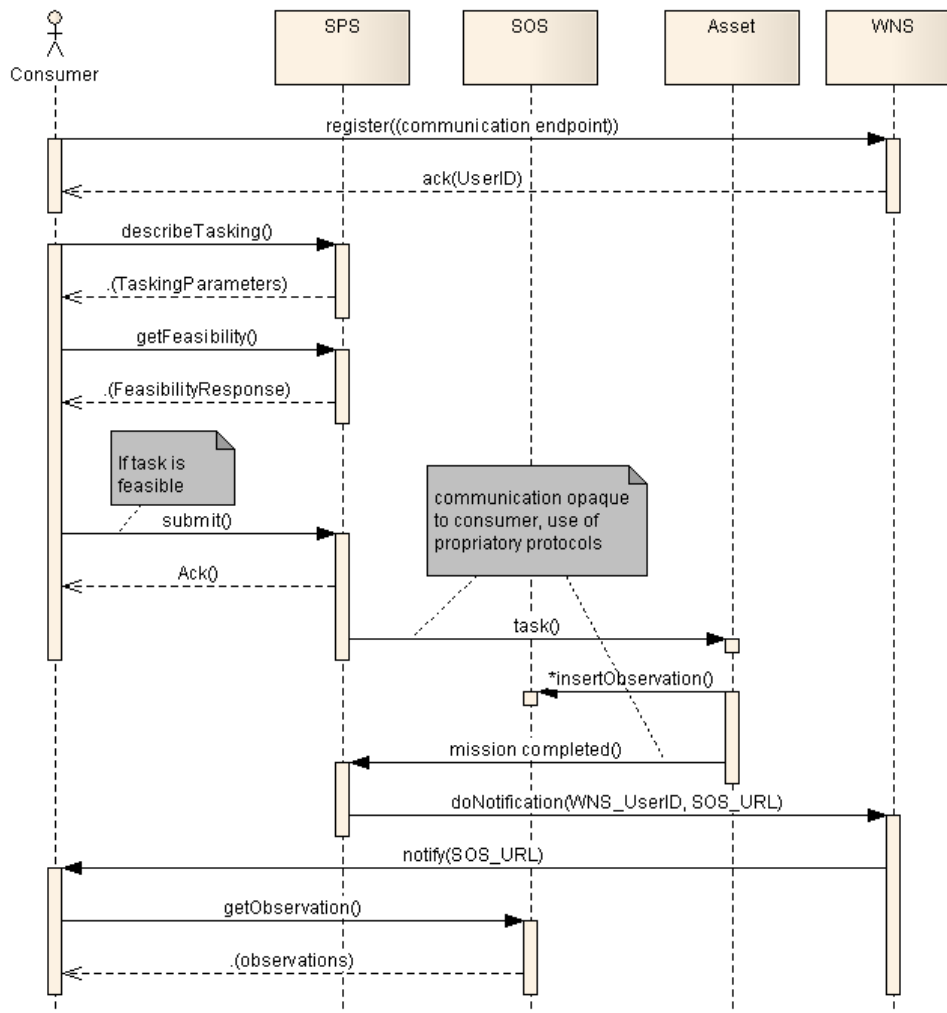 SPS
SOS
Asset
WNS
Consumer
register((communication endpoint))
ack(UserID)
describeTasking()
.(TaskingParameters)
getFeasibility()
.(FeasibilityResponse)
If task is
feasible
communication opaque
to consumer, use of
propriatory protocols
submit()
Ack()
task()
*insertObservation()
mission completed()
doNotification(WNS_UserID, SOS_URL)
notify(SOS_URL)
getObservation()
.(observations)